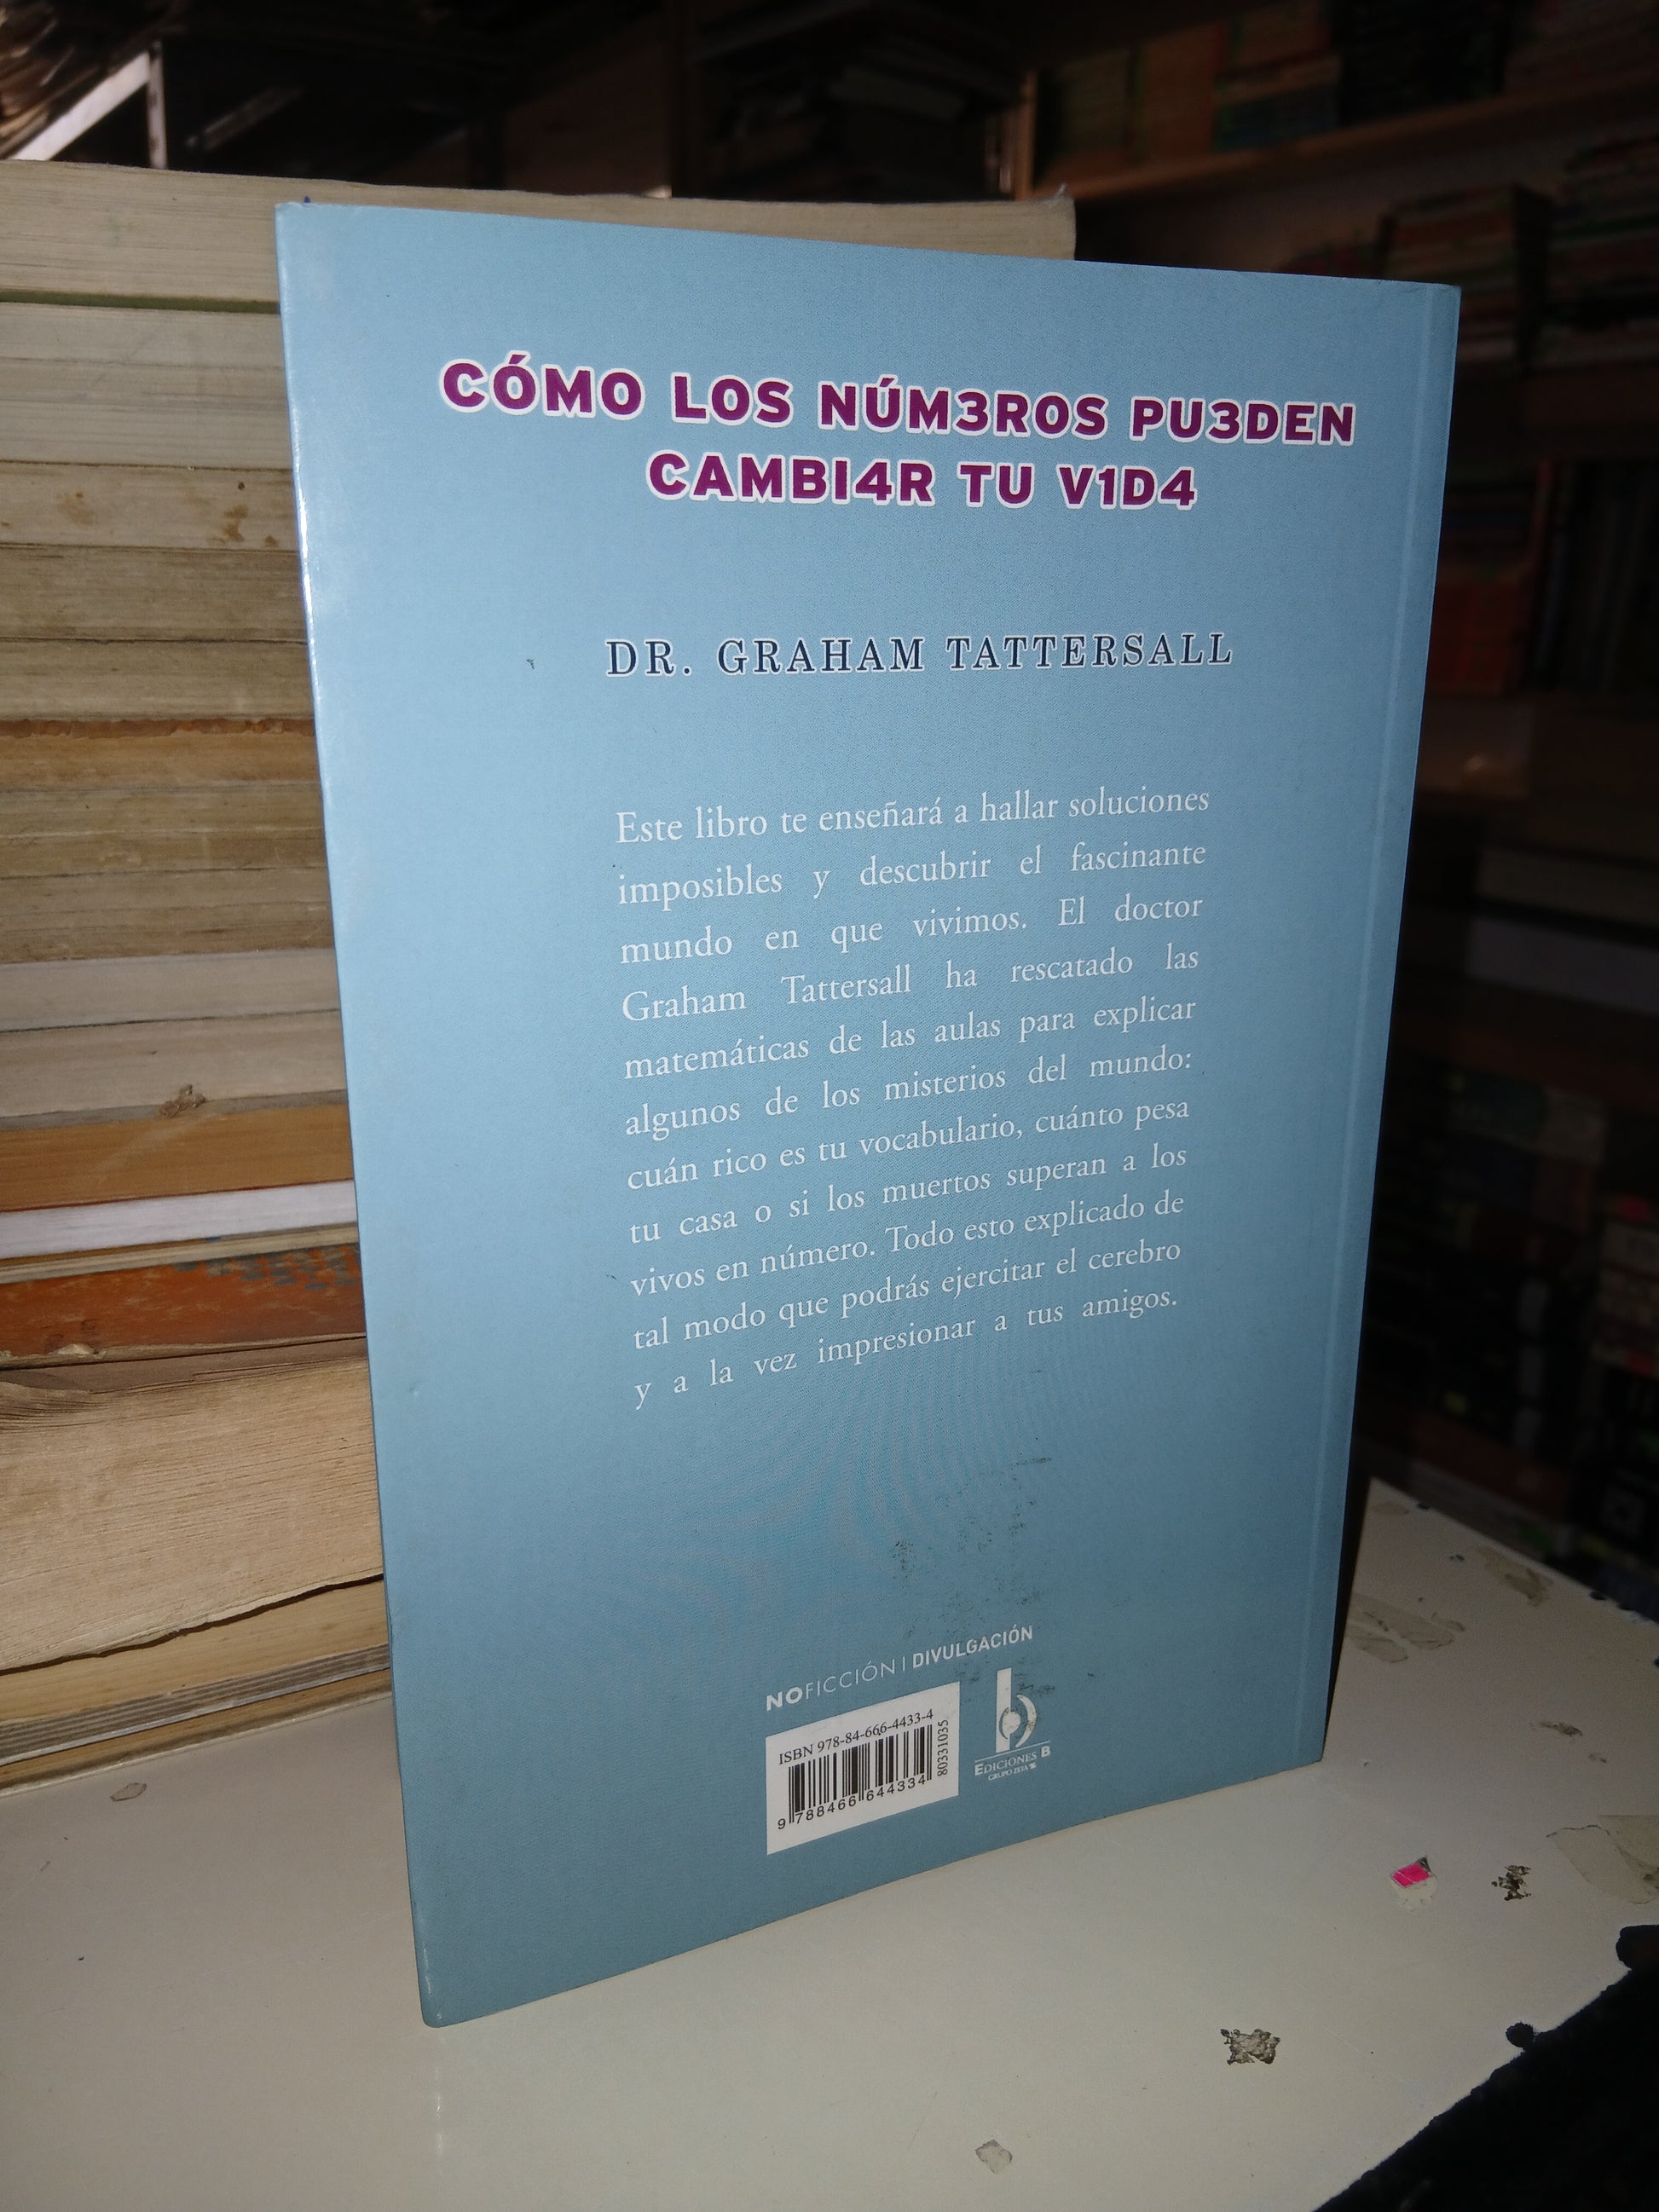 CÓMO LOS NÚM3ROS PU3DEN
CAMBI4R TU V1D4
DR. GRAHAM TATTERSALL
Este libro te enseñará a hallar soluciones
imposibles y descubrir el fascinante
mundo en que vivimos. El doctor
Graham Tattersall ha rescatado las
matemáticas de las aulas para explicar
algunos de los misterios del mundo:
cuán rico es tu vocabulario, cuánto pesa
tu casa o si los muertos superan a los
vivos en número. Todo esto explicado de
tal modo que podrás ejercitar el cerebro
y a la vez impresionar a tus amigos.
NOFICCIÓN | DIVULGACIÓN
ISBN 978-84-666-4433-4
9 788466 644334
80331035
b
EDICIONES B
GRUPO ZETA